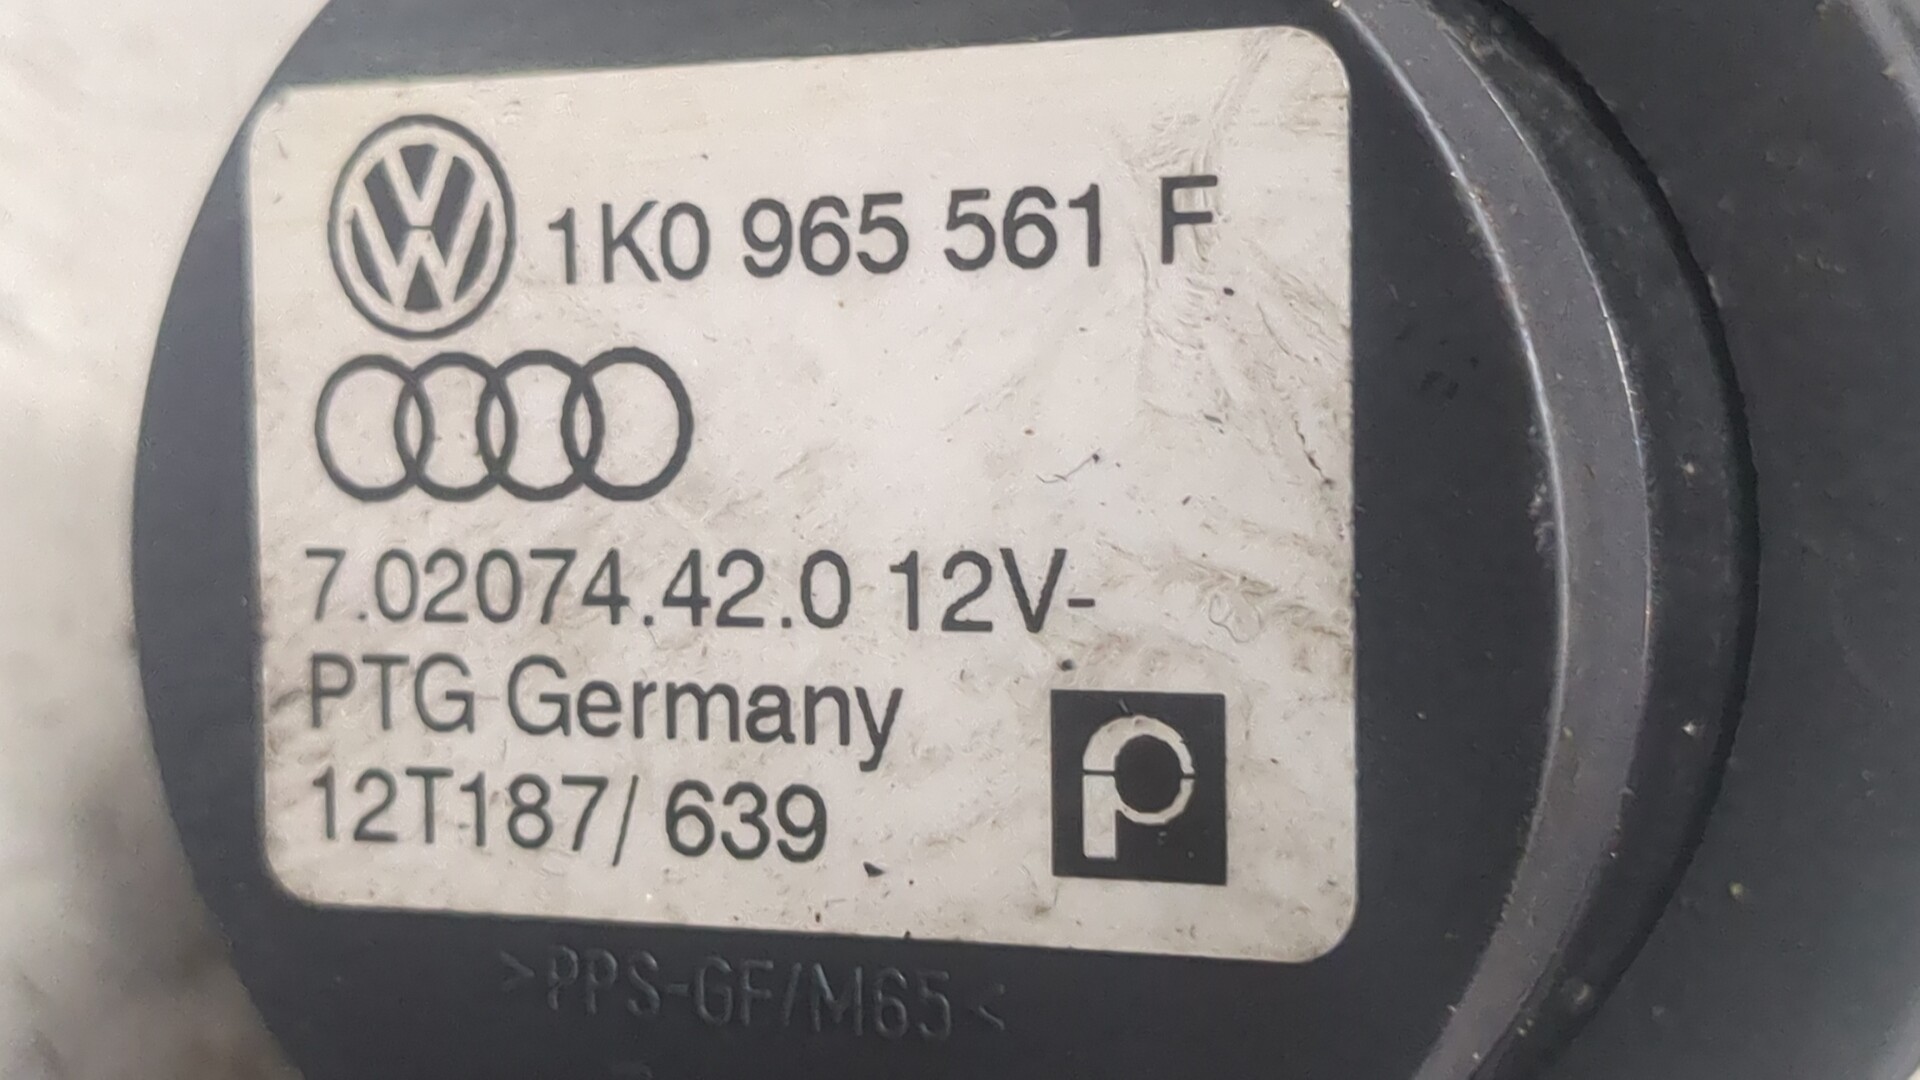 1K0 965 561 F
7.02074.42.0 12V-
PTG Germany
12T187/ 639
>PPS-GF/M65<